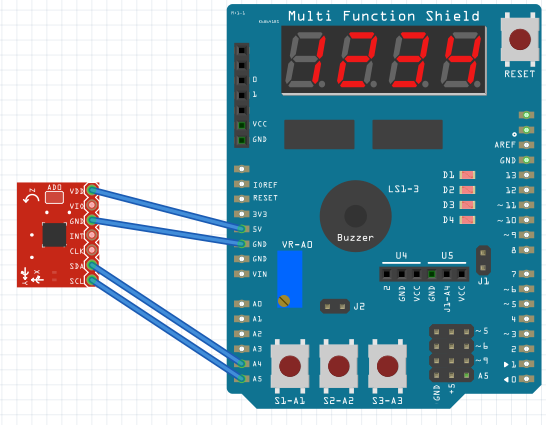 Multi Function Shield
1234
RESET
0
1
VCC
GND
IOREF
RESET
3V3
5V
GND
GND
VIN
A0
A1
A2
A3
A4
A5
AREF
GND
13
12
~11
~10
~9
8
7
~6
~5
4
~3
2
▶1
◀0
D1
D2
D3
D4
LS1-3
Buzzer
VR-A0
U4
U5
2
GND
VCC
GND
J1-A4
VCC
J1
J2
~5
~6
~9
A5
GND
+5
S1-A1
S2-A2
S3-A3
Z
AD0
VDD
VIO
GND
INT
CLK
SDA
SCL
Y
X